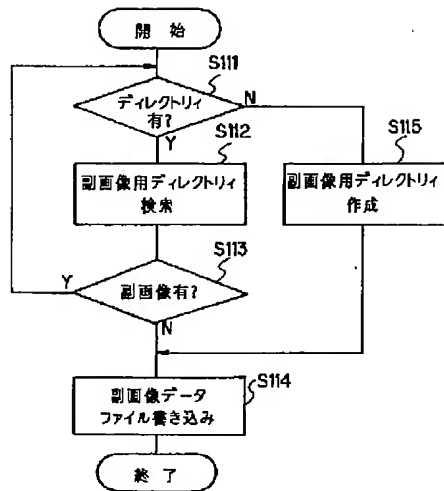 開始
S111
ディレクトリィ
有?
N
Y
S112
副画像用ディレクトリィ
検索
S115
副画像用ディレクトリィ
作成
S113
副画像有?
Y
N
S114
副画像データ
ファイル書き込み
終了